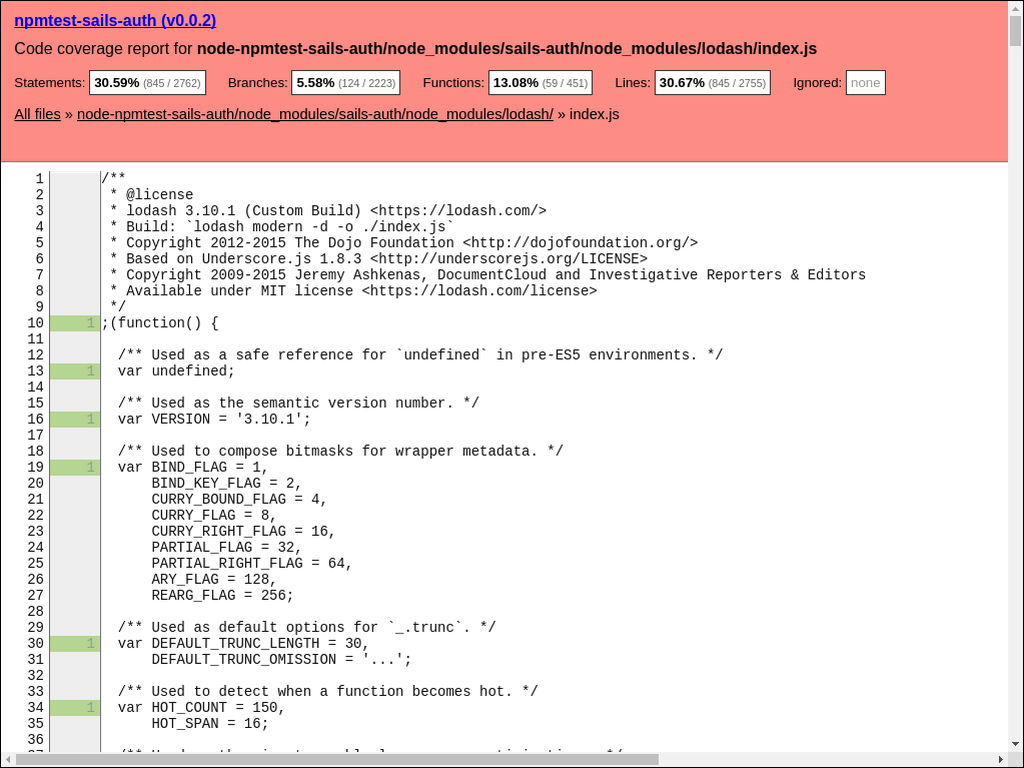 npmtest-sails-auth (v0.0.2)
Code coverage report for node-npmtest-sails-auth/node_modules/sails-auth/node_modules/lodash/index.js
Statements: 30.59% (845 / 2762) Branches: 5.58% (124 / 2223) Functions: 13.08% (59 / 451) Lines: 30.67% (845 / 2755) Ignored: none
All files » node-npmtest-sails-auth/node_modules/sails-auth/node_modules/lodash/ » index.js
1 /**
2  * @license
3  * lodash 3.10.1 (Custom Build) <https://lodash.com/>
4  * Build: `lodash modern -d -o ./index.js`
5  * Copyright 2012-2015 The Dojo Foundation <http://dojofoundation.org/>
6  * Based on Underscore.js 1.8.3 <http://underscorejs.org/LICENSE>
7  * Copyright 2009-2015 Jeremy Ashkenas, DocumentCloud and Investigative Reporters & Editors
8  * Available under MIT license <https://lodash.com/license>
9  */
10 1 ;(function() {
11
12   /** Used as a safe reference for `undefined` in pre-ES5 environments. */
13 1   var undefined;
14
15   /** Used as the semantic version number. */
16 1   var VERSION = '3.10.1';
17
18   /** Used to compose bitmasks for wrapper metadata. */
19 1   var BIND_FLAG = 1,
20       BIND_KEY_FLAG = 2,
21       CURRY_BOUND_FLAG = 4,
22       CURRY_FLAG = 8,
23       CURRY_RIGHT_FLAG = 16,
24       PARTIAL_FLAG = 32,
25       PARTIAL_RIGHT_FLAG = 64,
26       ARY_FLAG = 128,
27       REARG_FLAG = 256;
28
29   /** Used as default options for `_.trunc`. */
30 1   var DEFAULT_TRUNC_LENGTH = 30,
31       DEFAULT_TRUNC_OMISSION = '...';
32
33   /** Used to detect when a function becomes hot. */
34 1   var HOT_COUNT = 150,
35       HOT_SPAN = 16;
36